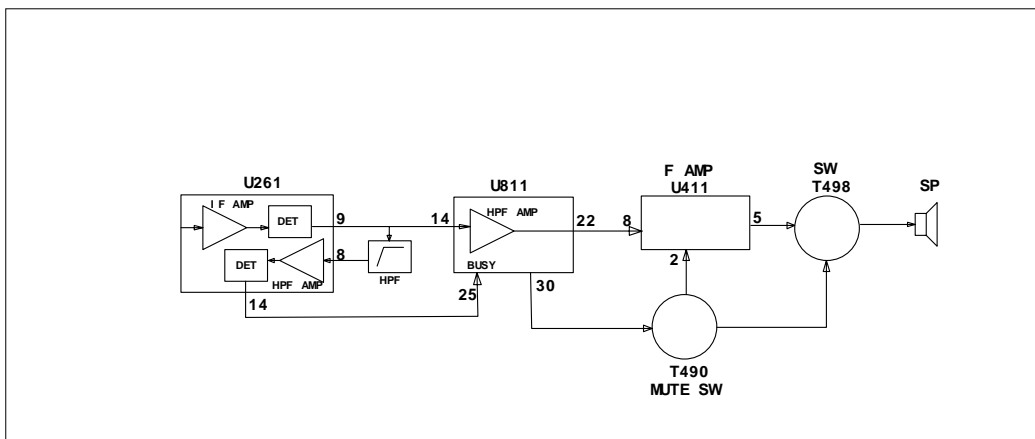 F AMP
SW
U261
U811
U411
T498
SP
IF AMP
DET
9
14
HPF AMP
22
8
5
DET
HPF AMP
8
HPF
BUSY
2
14
25
30
T490
MUTE SW